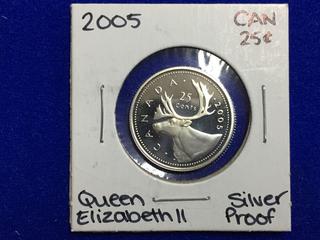 2005 CAN
25¢
CANADA 2005
25
Cents
Queen Silver
Elizabeth II Proof